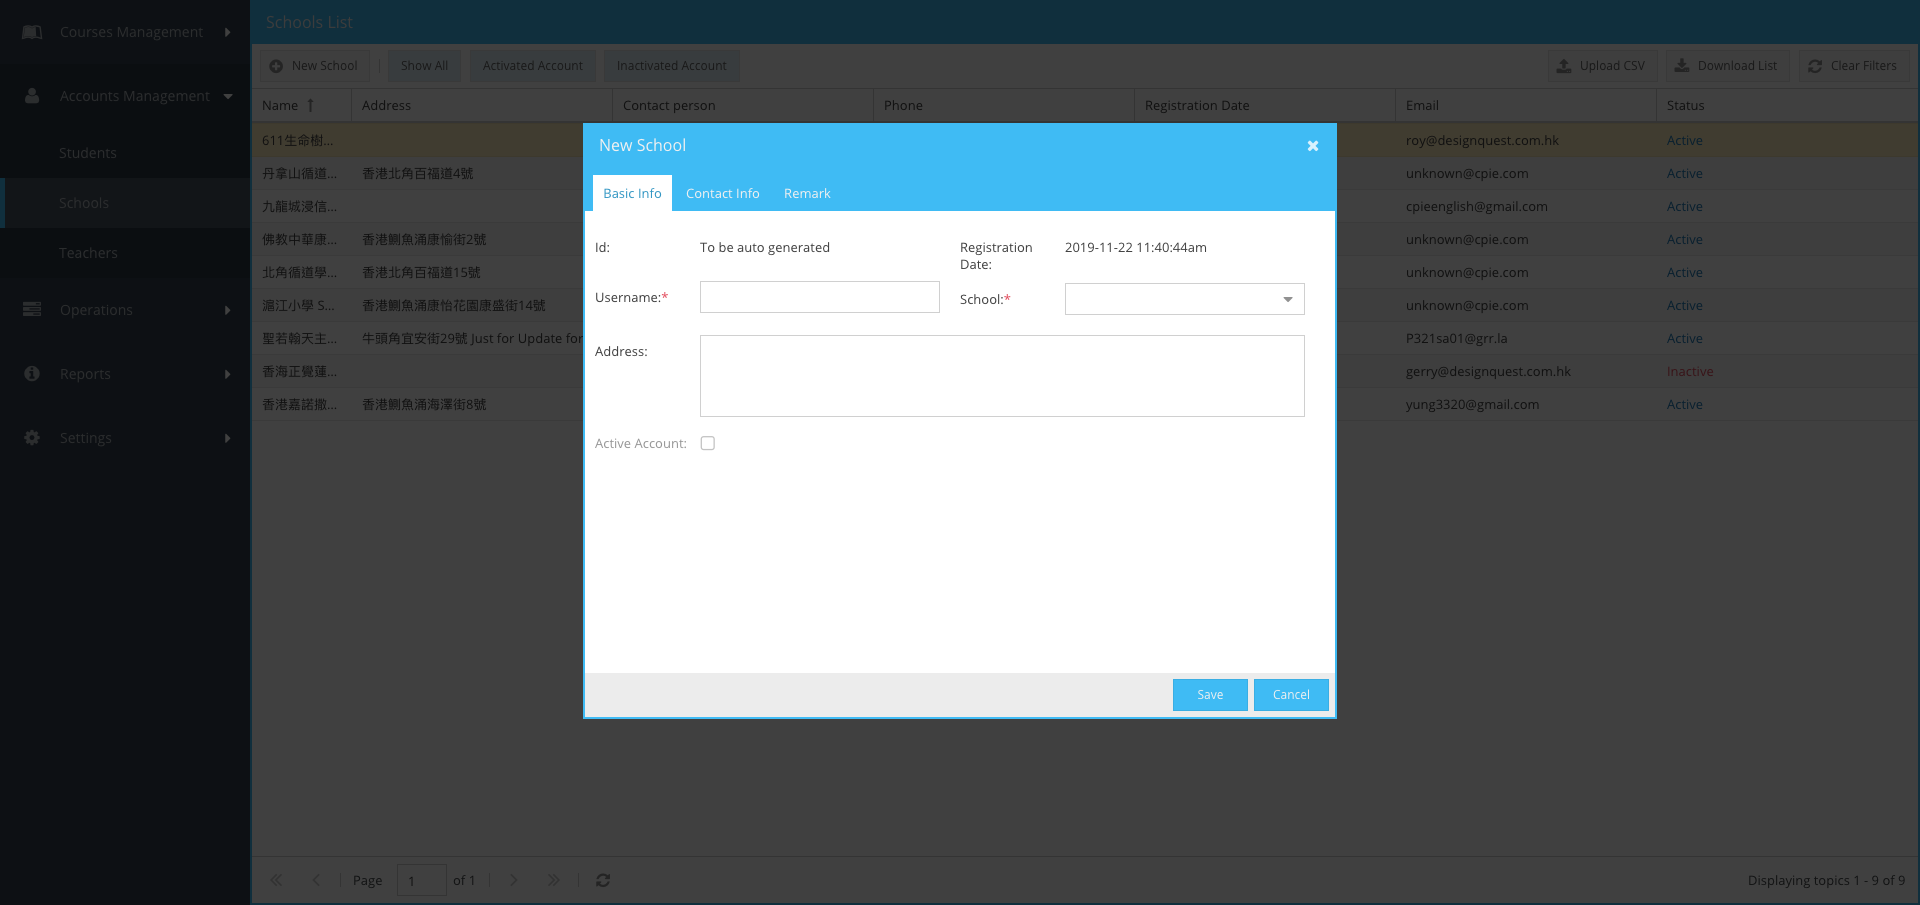 Courses Management
Accounts Management
Students
Schools
Teachers
Operations
Reports
Settings
Schools List
New School
Show All
Activated Account
Inactivated Account
Upload CSV
Download List
Clear Filters
Name Address Contact person Phone Registration Date Email Status
611生命樹... roy@designquest.com.hk Active
丹拿山循道... 香港北角百福道4號 unknown@cpie.com Active
九龍城浸信... cpieenglish@gmail.com Active
佛教中華康... 香港鰂魚涌康愉街2號 unknown@cpie.com Active
北角循道學... 香港北角百福道15號 unknown@cpie.com Active
滬江小學 S... 香港鰂魚涌康怡花園康盛街14號 unknown@cpie.com Active
聖若翰天主... 牛頭角宜安街29號 Just for Update for P321sa01@grr.la Active
香海正覺蓮... gerry@designquest.com.hk Inactive
香港嘉諾撒... 香港鰂魚涌海澤街8號 yung3320@gmail.com Active
New School
Basic Info Contact Info Remark
Id: To be auto generated
Registration
Date: 2019-11-22 11:40:44am
Username:*
School:*
Address:
Active Account:
Save Cancel
Page 1 of 1
Displaying topics 1 - 9 of 9